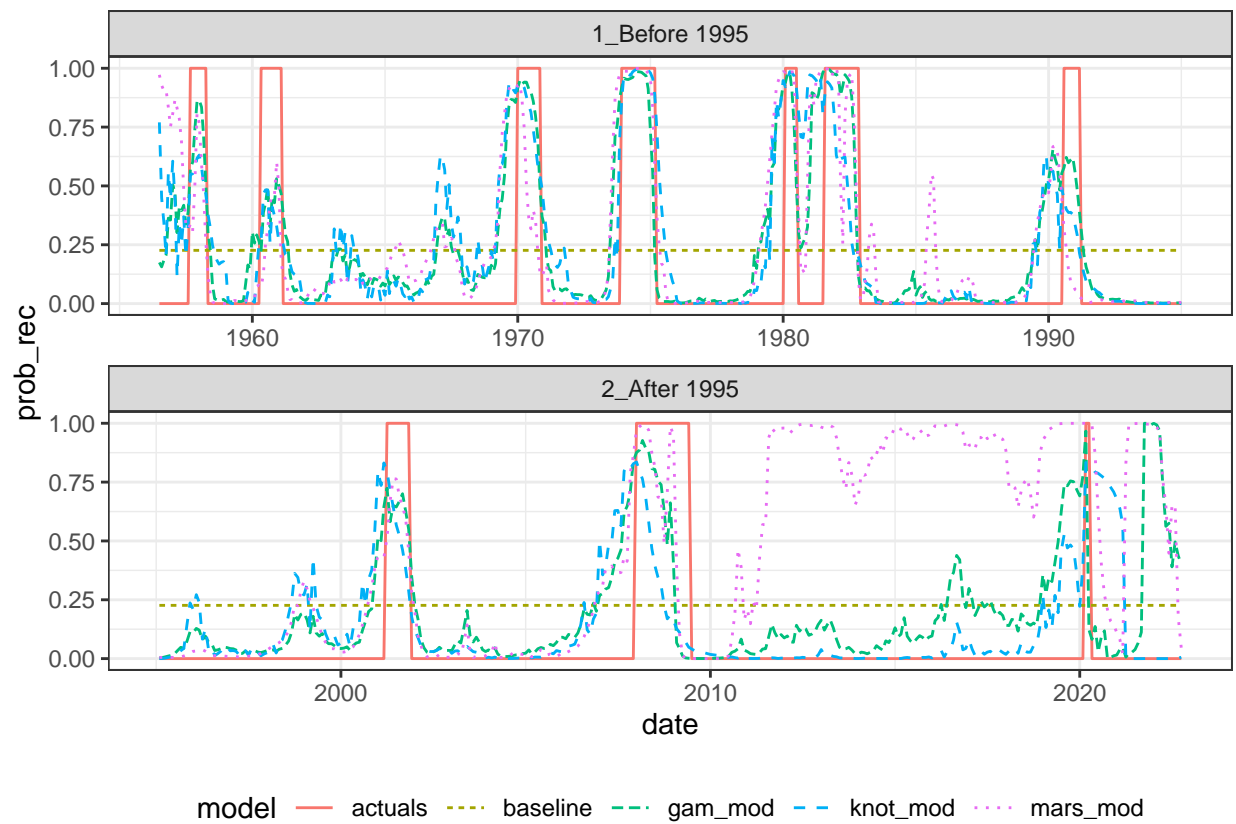 1_Before 1995
1.00
0.75
0.50
0.25
0.00
1960 1970 1980 1990
prob_rec
2_After 1995
1.00
0.75
0.50
0.25
0.00
2000 2010 2020
date
model actuals baseline gam_mod knot_mod mars_mod